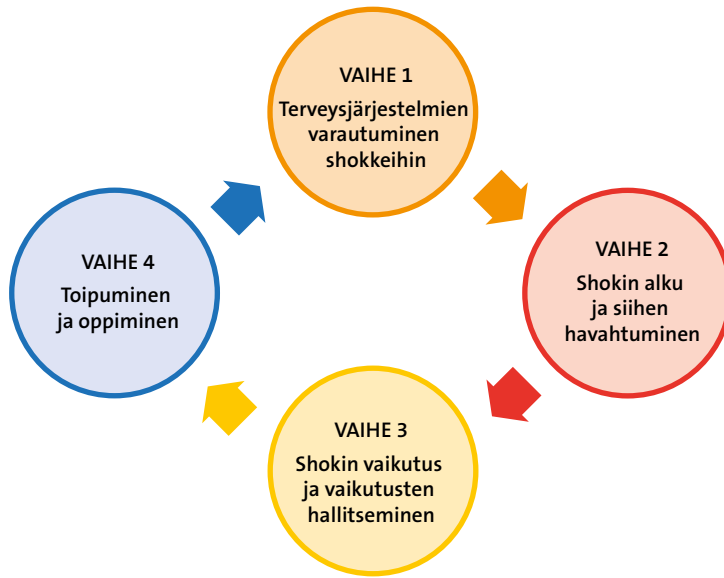 VAIHE 1
Terveysjärjestelmien
varautuminen
shokkeihin
VAIHE 2
Shokin alku
ja siihen
havahtuminen
VAIHE 3
Shokin vaikutus
ja vaikutusten
hallitseminen
VAIHE 4
Toipuminen
ja oppiminen